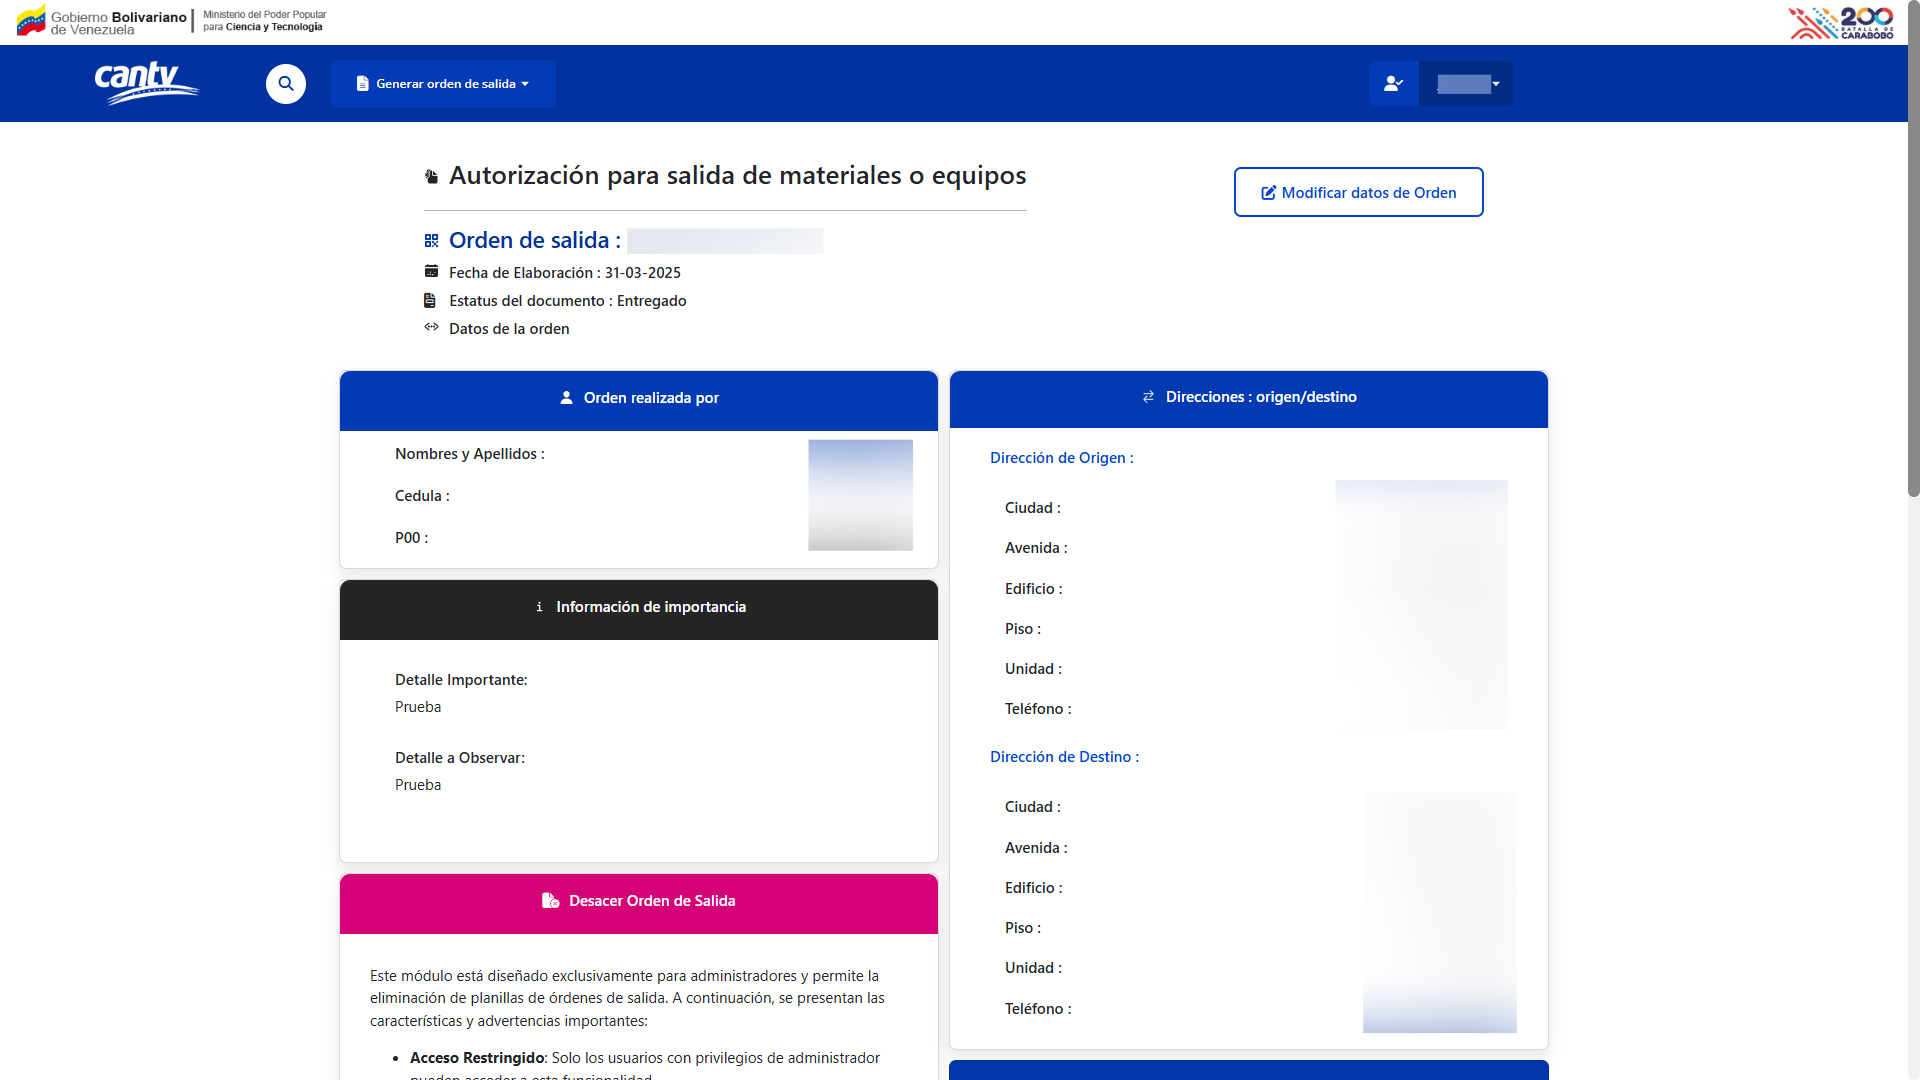 Gobierno Bolivariano
de Venezuela
Ministerio del Poder Popular
para Ciencia y Tecnología
200
BATALLA DE
CARABOBO
cantv
Generar orden de salida
Autorización para salida de materiales o equipos
Modificar datos de Orden
Orden de salida :
Fecha de Elaboración : 31-03-2025
Estatus del documento : Entregado
Datos de la orden
Orden realizada por
Nombres y Apellidos :
Cedula :
P00 :
Información de importancia
Detalle Importante:
Prueba
Detalle a Observar:
Prueba
Desacer Orden de Salida
Este módulo está diseñado exclusivamente para administradores y permite la
eliminación de planillas de órdenes de salida. A continuación, se presentan las
características y advertencias importantes:
• Acceso Restringido: Solo los usuarios con privilegios de administrador
pueden acceder a esta funcionalidad
Direcciones : origen/destino
Dirección de Origen :
Ciudad :
Avenida :
Edificio :
Piso :
Unidad :
Teléfono :
Dirección de Destino :
Ciudad :
Avenida :
Edificio :
Piso :
Unidad :
Teléfono :